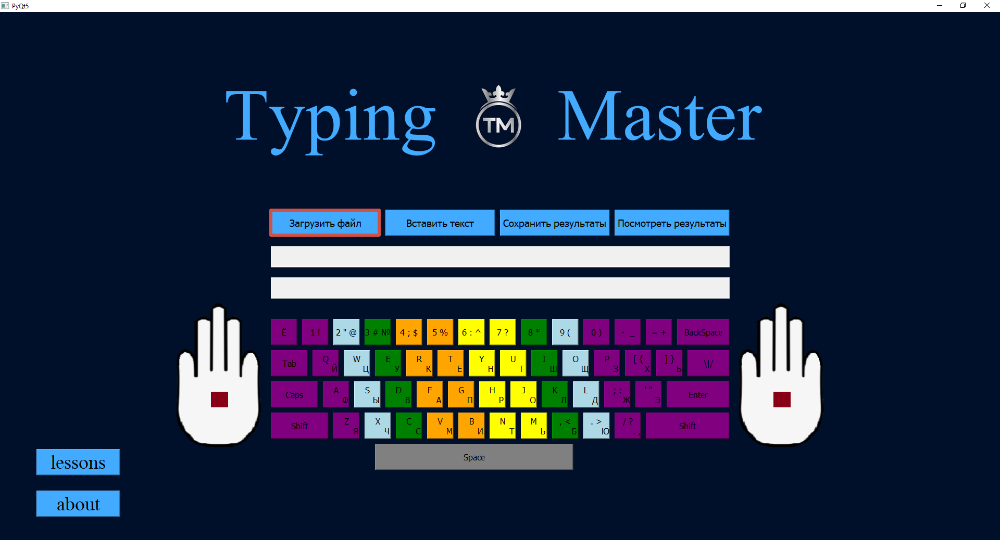 PyQt5
Typing TM Master
Загрузить файл Вставить текст Сохранить результаты Посмотреть результаты
Ё 1 ! 2 " @ 3 # № 4 ; $ 5 % 6 : ^ 7 ? 8 * 9 ( 0 ) - _ = + BackSpace
Tab Q Й W Ц E У R К T Е Y Н U Г I Ш O Щ P З [ { Х ] } Ъ \|/
Caps A Ф S Ы D В F А G П H Р J О K Л L Д ; : Ж ' " Э Enter
Shift Z Я X Ч C С V М B И N Т M Ь , < Б . > Ю / ? . , Shift
Space
lessons
about